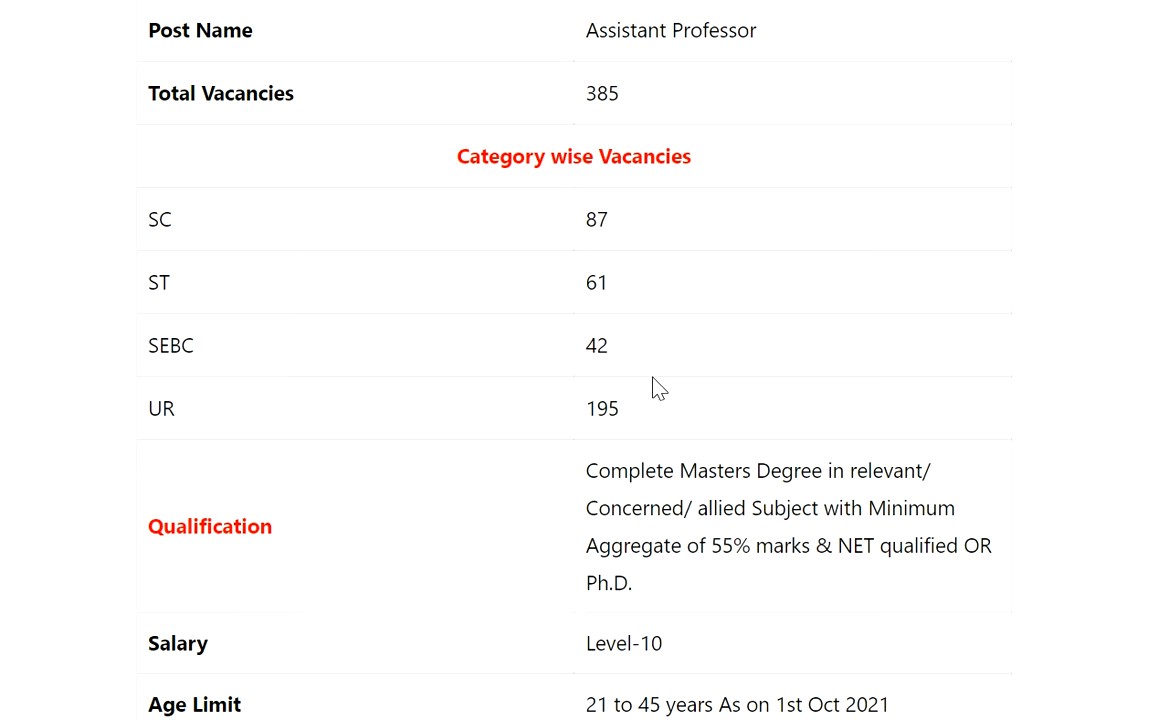 Post Name Assistant Professor
Total Vacancies 385
Category wise Vacancies
SC 87
ST 61
SEBC 42
UR 195
Qualification
Complete Masters Degree in relevant/
Concerned/ allied Subject with Minimum
Aggregate of 55% marks & NET qualified OR
Ph.D.
Salary Level-10
Age Limit 21 to 45 years As on 1st Oct 2021